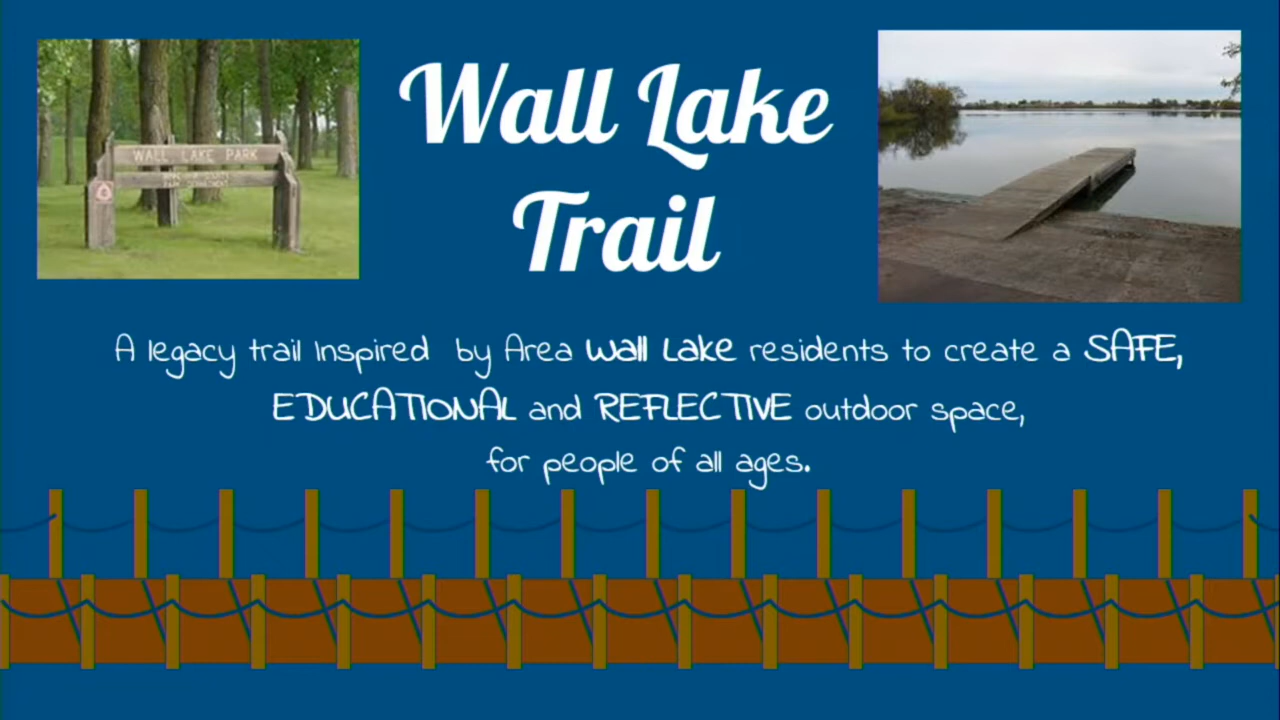 WALL LAKE PARK
Wall Lake
Trail
A legacy trail Inspired by Area Wall Lake residents to create a SAFE,
EDUCATIONAL and REFLECTIVE outdoor space,
for people of all ages.